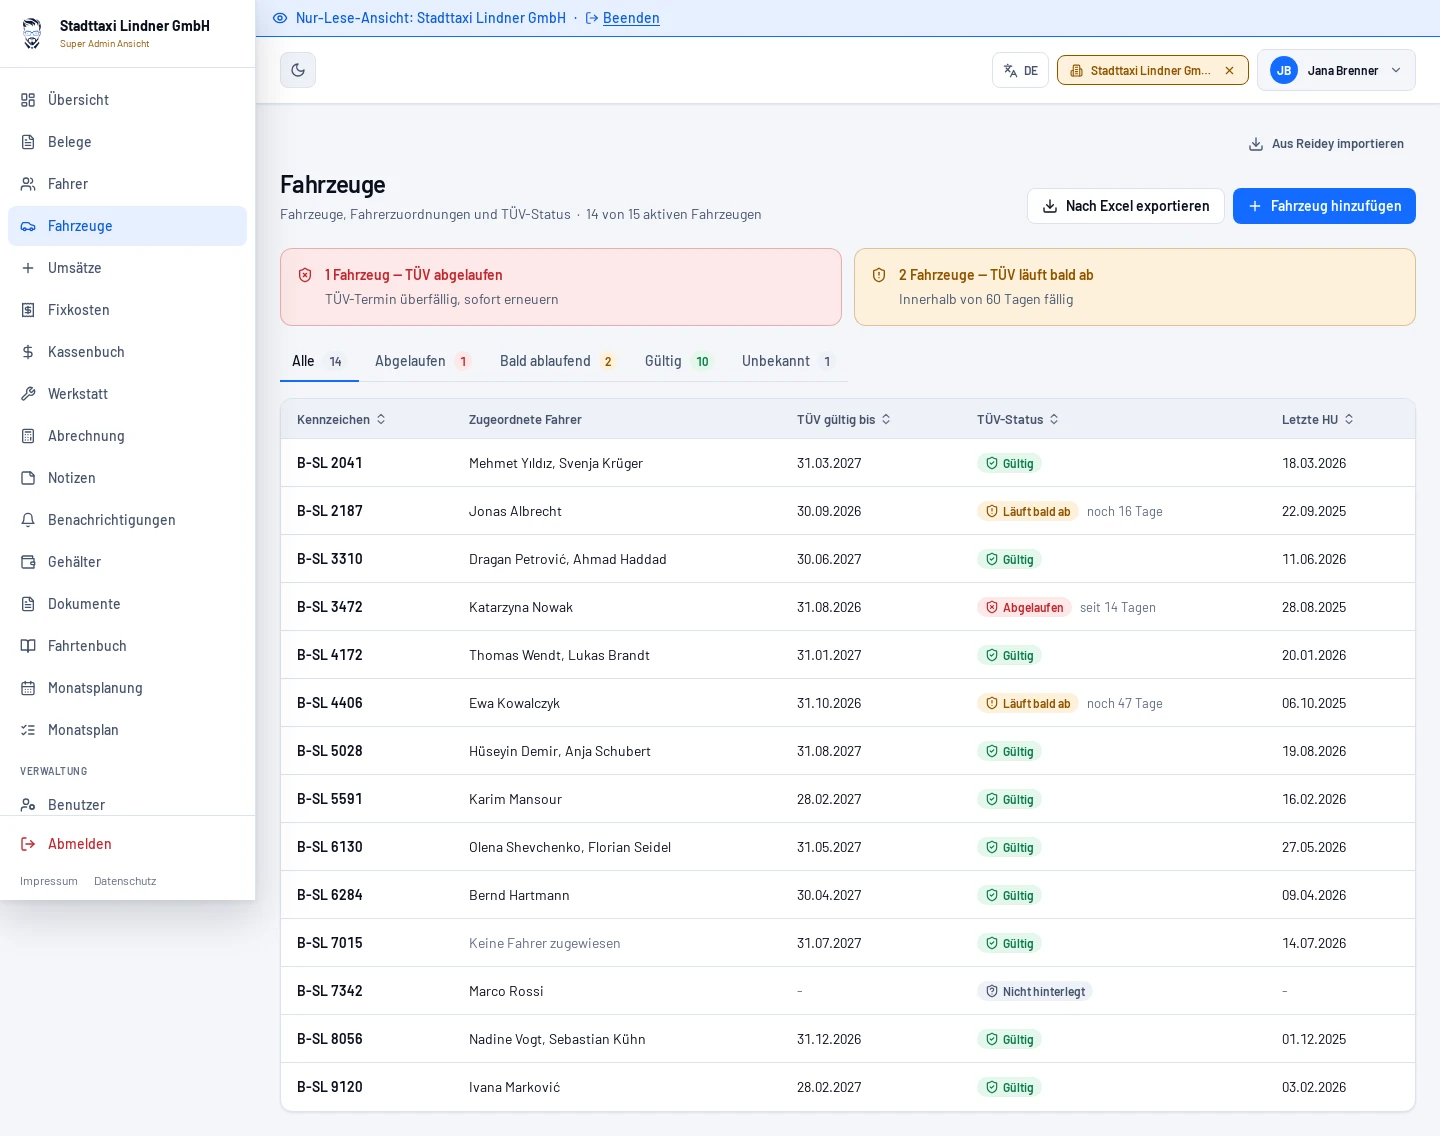 Stadttaxi Lindner GmbH
Super Admin Ansicht
Übersicht
Belege
Fahrer
Fahrzeuge
Umsätze
Fixkosten
Kassenbuch
Werkstatt
Abrechnung
Notizen
Benachrichtigungen
Gehälter
Dokumente
Fahrtenbuch
Monatsplanung
Monatsplan
VERWALTUNG
Benutzer
Abmelden
Impressum Datenschutz
Nur-Lese-Ansicht: Stadttaxi Lindner GmbH · Beenden
DE
Stadttaxi Lindner Gm…
JB Jana Brenner
Aus Reidey importieren
Fahrzeuge
Fahrzeuge, Fahrerzuordnungen und TÜV-Status · 14 von 15 aktiven Fahrzeugen
Nach Excel exportieren
Fahrzeug hinzufügen
1 Fahrzeug — TÜV abgelaufen
TÜV-Termin überfällig, sofort erneuern
2 Fahrzeuge — TÜV läuft bald ab
Innerhalb von 60 Tagen fällig
Alle 14 Abgelaufen 1 Bald ablaufend 2 Gültig 10 Unbekannt 1
Kennzeichen Zugeordnete Fahrer TÜV gültig bis TÜV-Status Letzte HU
B-SL 2041 Mehmet Yıldız, Svenja Krüger 31.03.2027 Gültig 18.03.2026
B-SL 2187 Jonas Albrecht 30.09.2026 Läuft bald ab noch 16 Tage 22.09.2025
B-SL 3310 Dragan Petrović, Ahmad Haddad 30.06.2027 Gültig 11.06.2026
B-SL 3472 Katarzyna Nowak 31.08.2026 Abgelaufen seit 14 Tagen 28.08.2025
B-SL 4172 Thomas Wendt, Lukas Brandt 31.01.2027 Gültig 20.01.2026
B-SL 4406 Ewa Kowalczyk 31.10.2026 Läuft bald ab noch 47 Tage 06.10.2025
B-SL 5028 Hüseyin Demir, Anja Schubert 31.08.2027 Gültig 19.08.2026
B-SL 5591 Karim Mansour 28.02.2027 Gültig 16.02.2026
B-SL 6130 Olena Shevchenko, Florian Seidel 31.05.2027 Gültig 27.05.2026
B-SL 6284 Bernd Hartmann 30.04.2027 Gültig 09.04.2026
B-SL 7015 Keine Fahrer zugewiesen 31.07.2027 Gültig 14.07.2026
B-SL 7342 Marco Rossi - Nicht hinterlegt -
B-SL 8056 Nadine Vogt, Sebastian Kühn 31.12.2026 Gültig 01.12.2025
B-SL 9120 Ivana Marković 28.02.2027 Gültig 03.02.2026